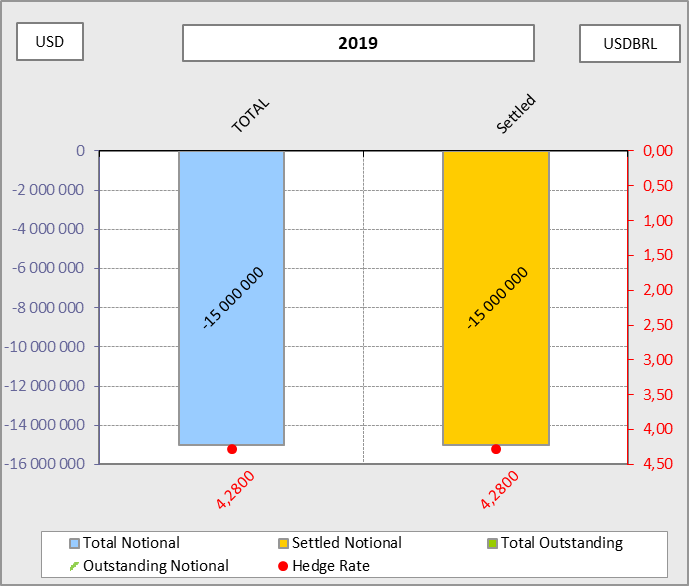 USD 2019 USDBRL
TOTAL Settled
0 0,00
-2 000 000 0,50
-4 000 000 1,00
-6 000 000 1,50
-8 000 000 2,00
-10 000 000 2,50
-12 000 000 3,00
-14 000 000 3,50
-16 000 000 4,00
4,50
-15 000 000 -15 000 000
4,2800 4,2800
Total Notional Settled Notional Total Outstanding
Outstanding Notional Hedge Rate